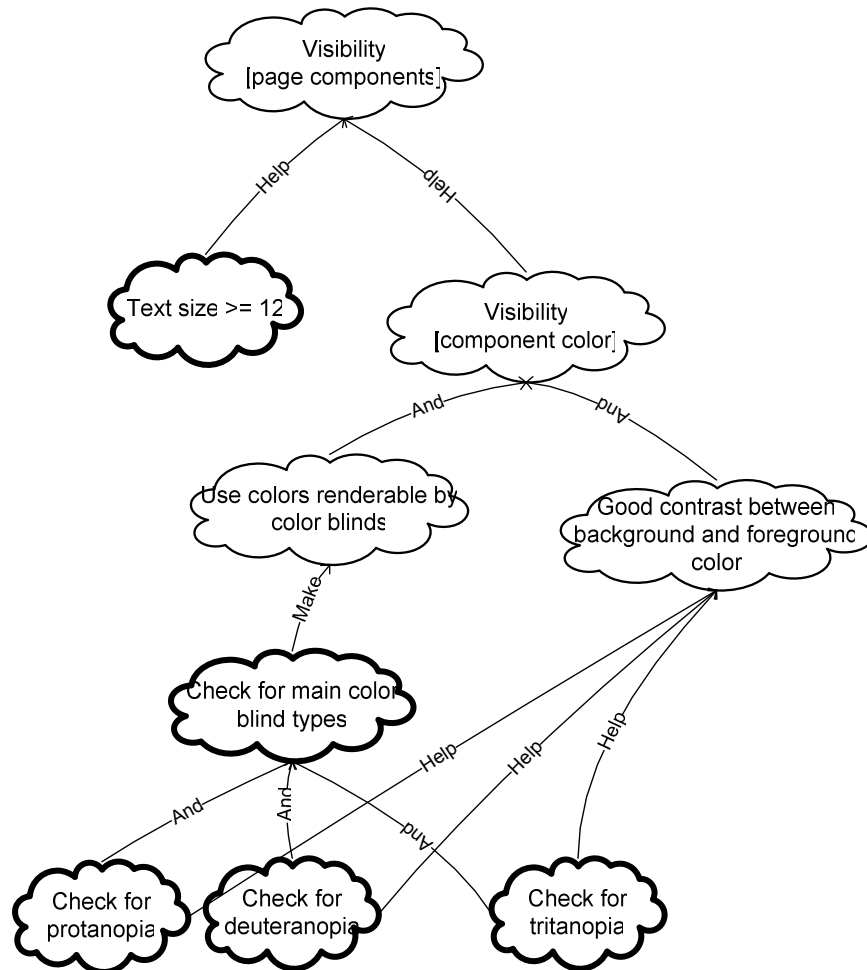 Visibility
[page components]
Help
Help
Text size >= 12
Visibility
[component color]
And
And
Use colors renderable by
color blinds
Good contrast between
background and foreground
color
Make
Check for main color
blind types
Help
Help
Help
And
And
And
Check for
protanopia
Check for
deuteranopia
Check for
tritanopia